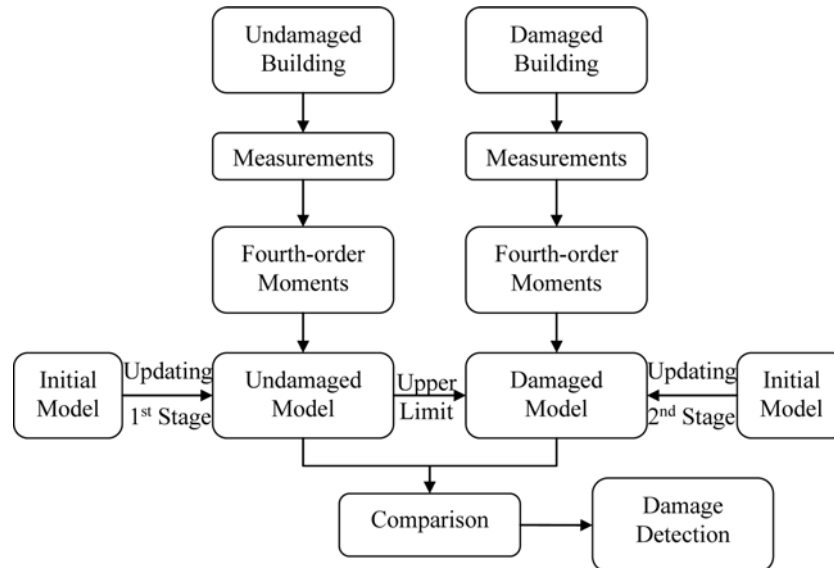 Undamaged
Building
Damaged
Building
Measurements
Measurements
Fourth-order
Moments
Fourth-order
Moments
Initial
Model
Updating
1st Stage
Undamaged
Model
Upper
Limit
Damaged
Model
Updating
2nd Stage
Initial
Model
Comparison
Damage
Detection